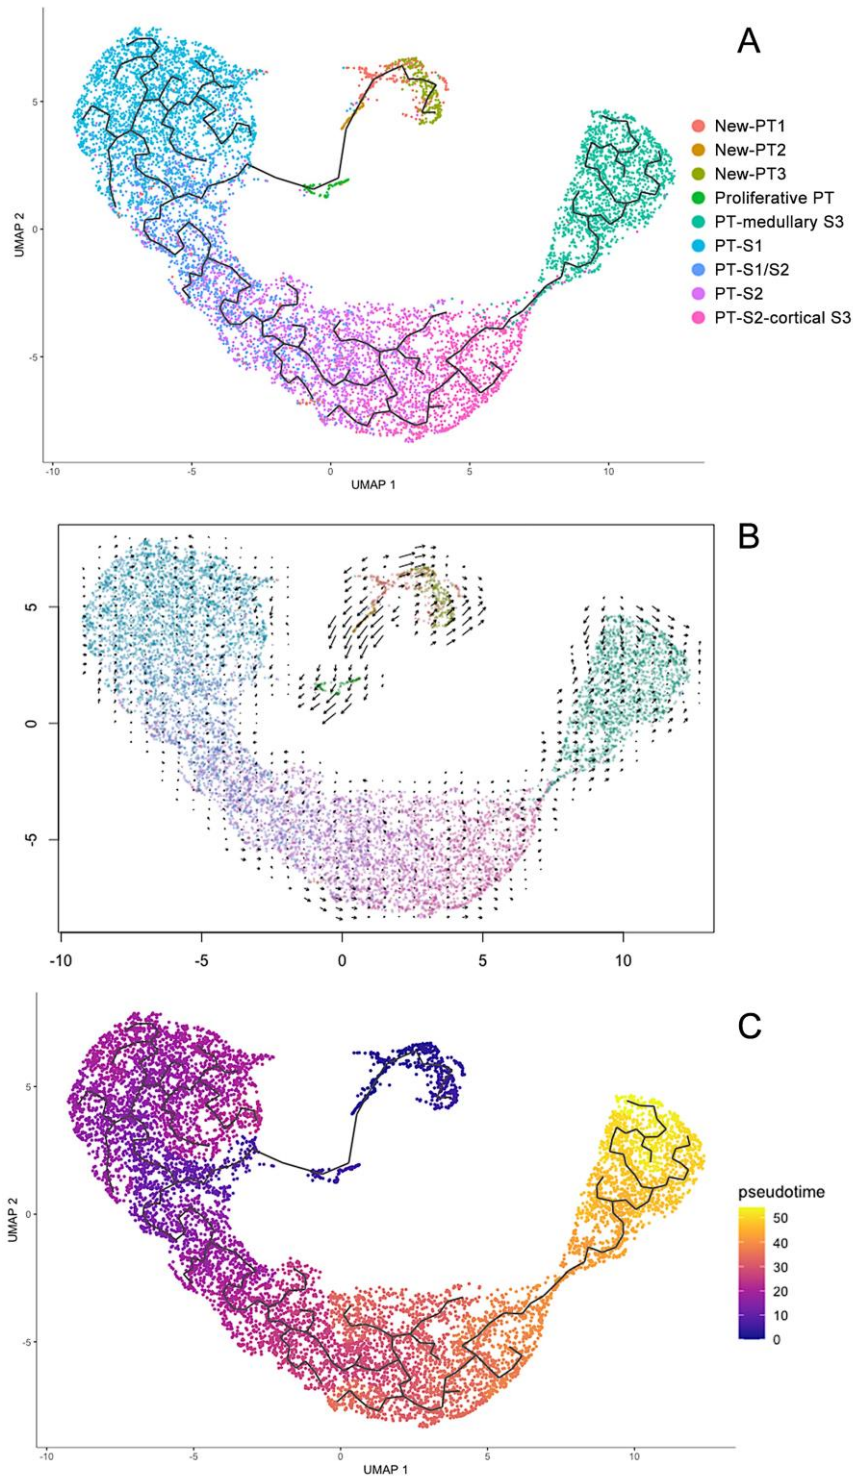 A
New-PT1
New-PT2
New-PT3
Proliferative PT
PT-medullary S3
PT-S1
PT-S1/S2
PT-S2
PT-S2-cortical S3
UMAP 2
5
0
-5
-10
-5
0
5
10
UMAP 1
B
5
0
-5
-10
-5
0
5
10
C
pseudotime
50
40
30
20
10
0
UMAP 2
5
0
-5
-10
-5
0
5
10
UMAP 1